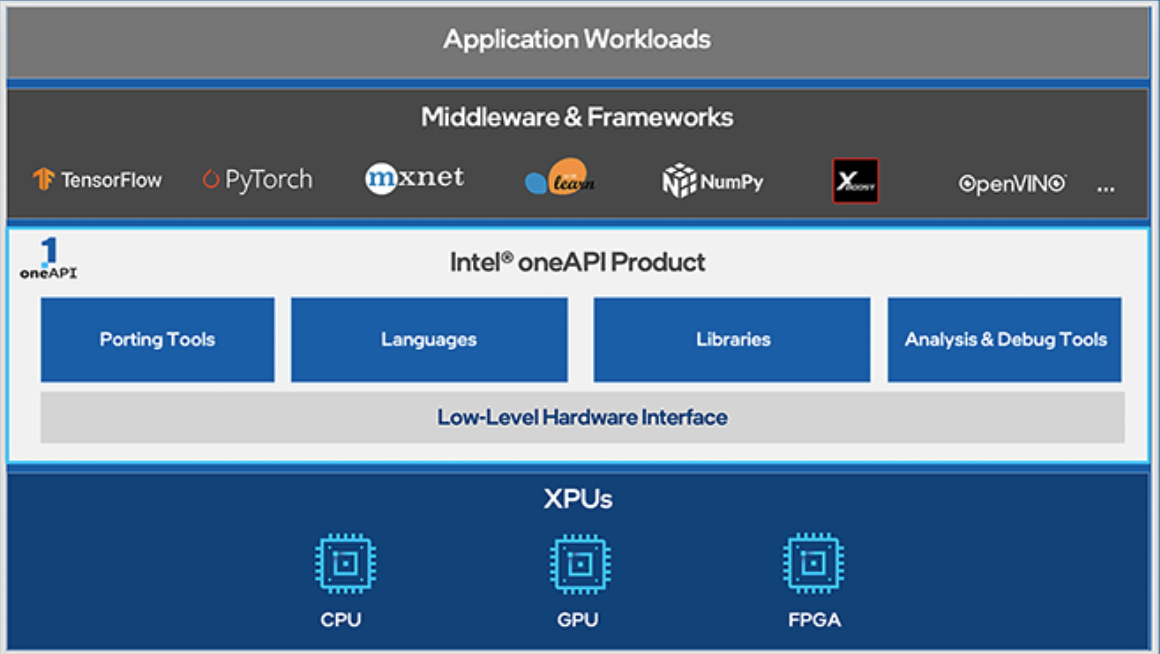 Application Workloads
Middleware & Frameworks
TensorFlow PyTorch mxnet learn NumPy XBOOST OpenVINO ...
1
oneAPI
Intel® oneAPI Product
Porting Tools Languages Libraries Analysis & Debug Tools
Low-Level Hardware Interface
XPUs
CPU GPU FPGA